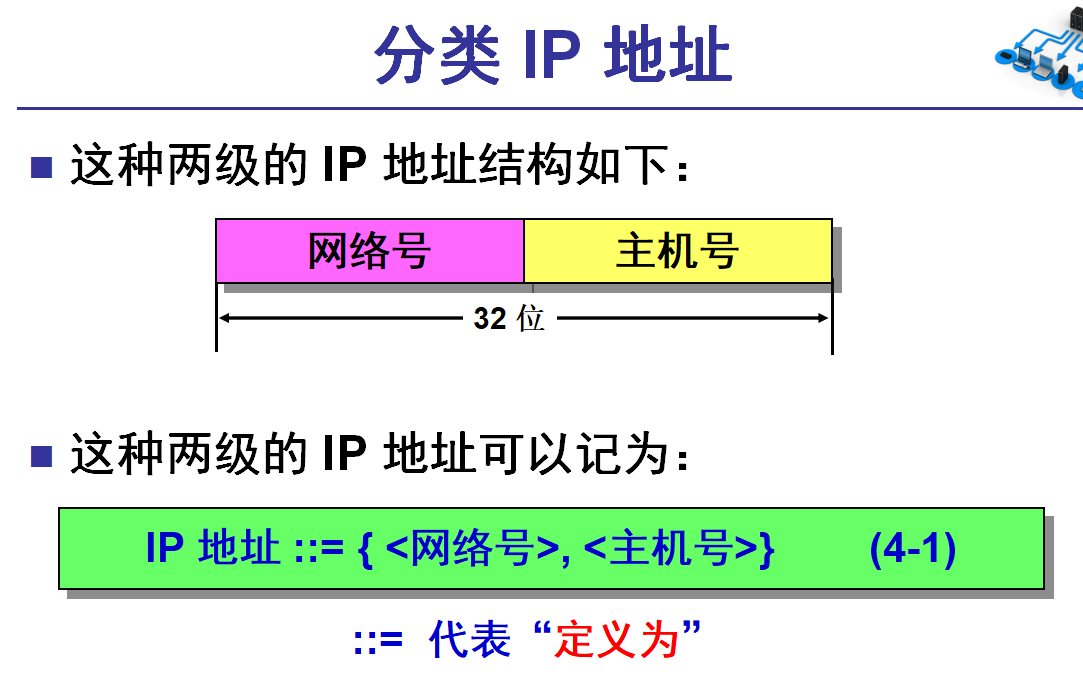 分类 IP 地址
这种两级的 IP 地址结构如下：
网络号 主机号
32 位
这种两级的 IP 地址可以记为：
IP 地址 ::= { <网络号>, <主机号>} (4-1)
::= 代表“定义为”